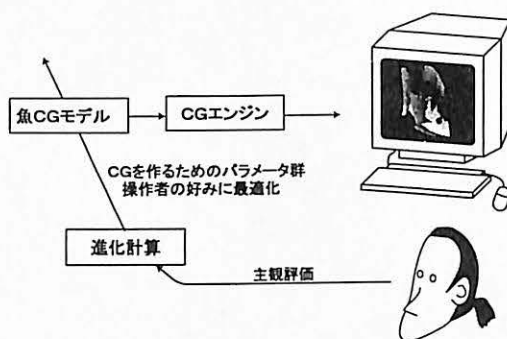 魚CGモデル
CGエンジン
CGを作るためのパラメータ群
操作者の好みに最適化
進化計算
主観評価